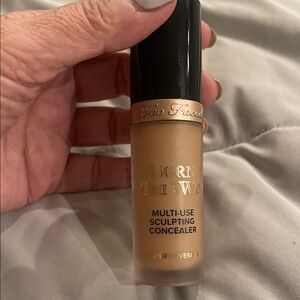 Too Faced
BORN
THIS WAY
MULTI-USE
SCULPTING
CONCEALER